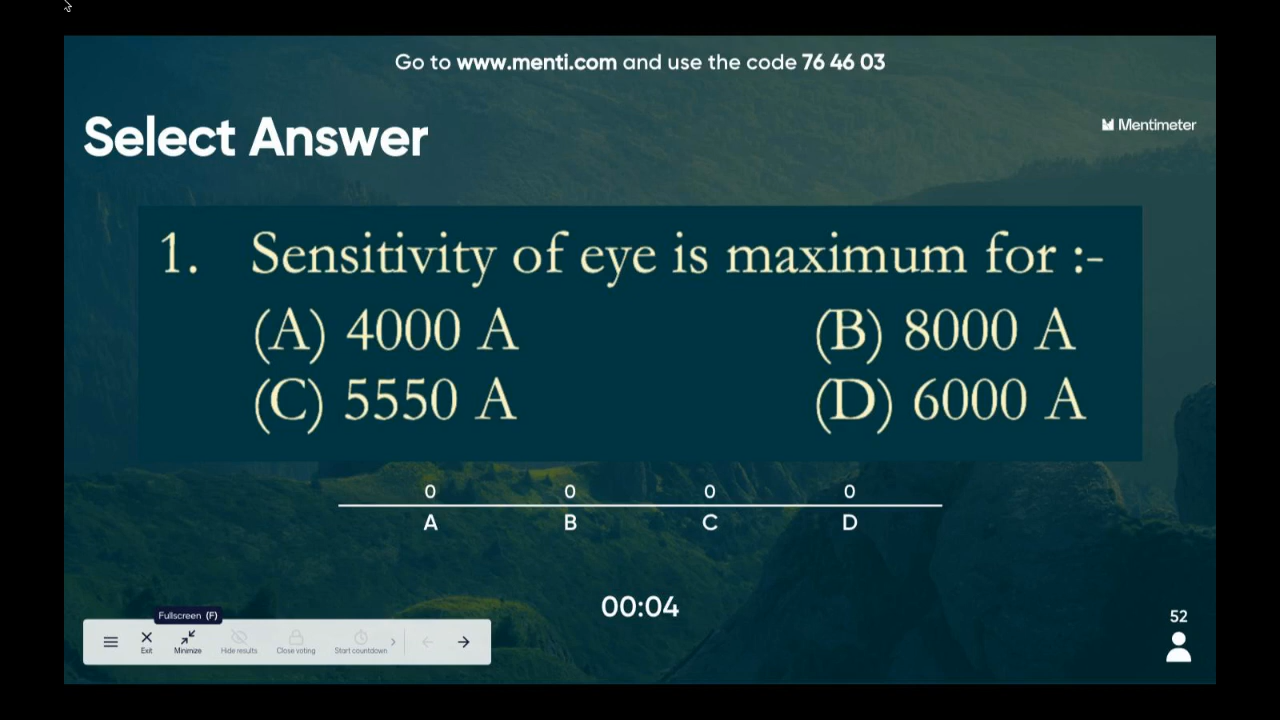 Go to www.menti.com and use the code 76 46 03
Select Answer
Mentimeter
1. Sensitivity of eye is maximum for :-
(A) 4000 A (B) 8000 A
(C) 5550 A (D) 6000 A
0 0 0 0
A B C D
00:04
52
Fullscreen (F)
Exit Minimize Hide results Close voting Start countdown